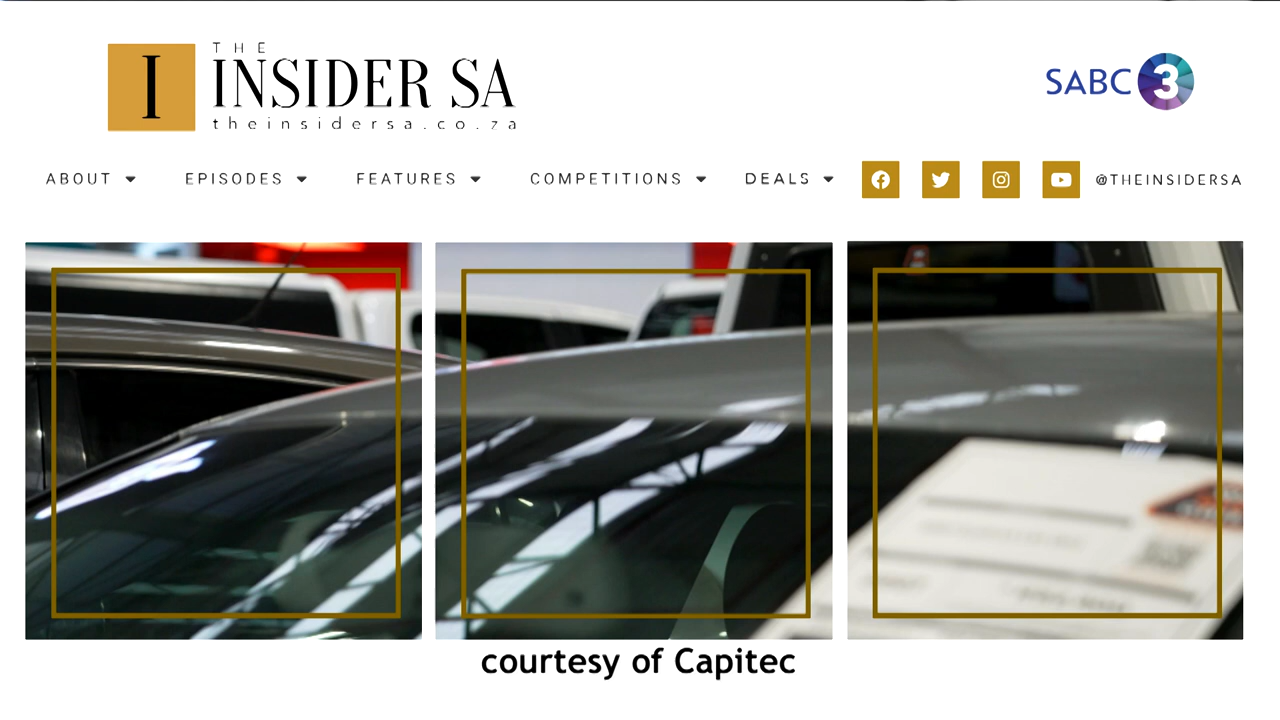 I
THE
INSIDER SA
theinsidersa.co.za
SABC 3
ABOUT
EPISODES
FEATURES
COMPETITIONS
DEALS
@THEINSIDERSA
courtesy of Capitec